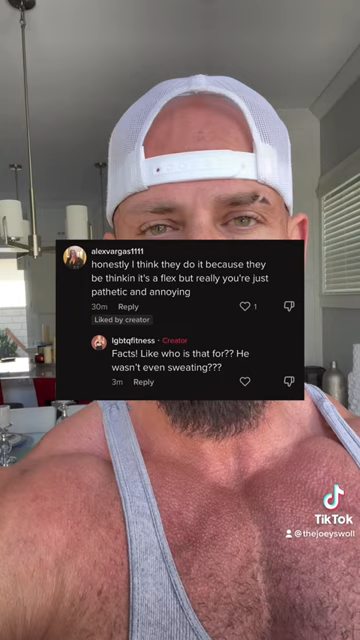 alexvargas1111
honestly I think they do it because they
be thinkin it's a flex but really you're just
pathetic and annoying
30m Reply 1
Liked by creator
lgbtqfitness · Creator
Facts! Like who is that for?? He
wasn't even sweating???
3m Reply
TikTok
@thejoeyswoll